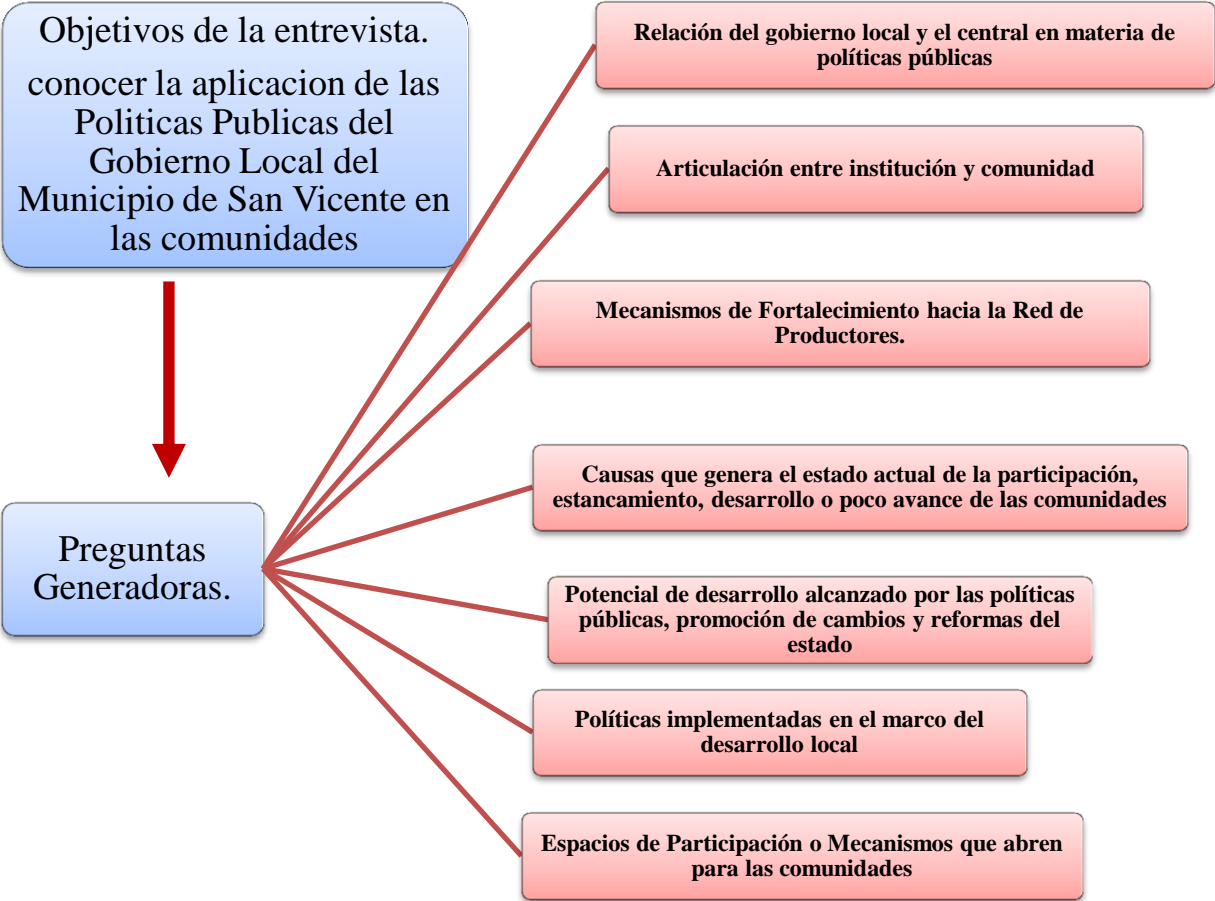 Objetivos de la entrevista.
conocer la aplicacion de las
Politicas Publicas del
Gobierno Local del
Municipio de San Vicente en
las comunidades
Preguntas
Generadoras.
Relación del gobierno local y el central en materia de
políticas públicas
Articulación entre institución y comunidad
Mecanismos de Fortalecimiento hacia la Red de
Productores.
Causas que genera el estado actual de la participación,
estancamiento, desarrollo o poco avance de las comunidades
Potencial de desarrollo alcanzado por las políticas
públicas, promoción de cambios y reformas del
estado
Políticas implementadas en el marco del
desarrollo local
Espacios de Participación o Mecanismos que abren
para las comunidades